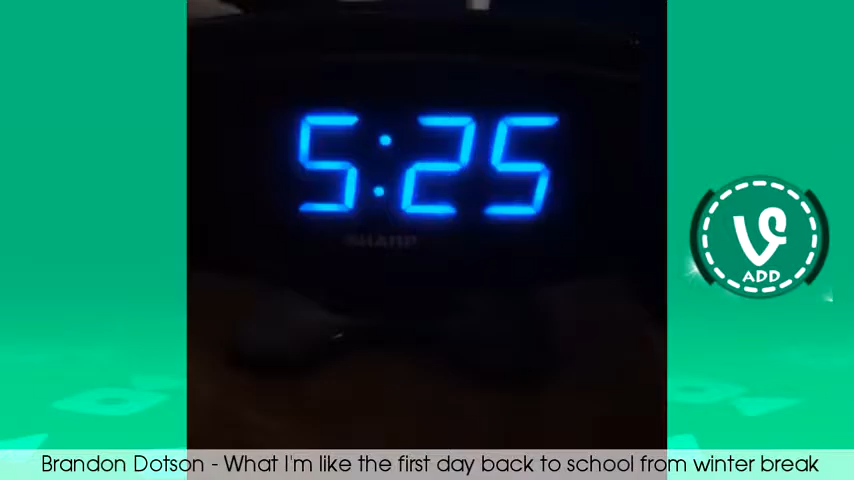 5:25
SHARP
ADD
Brandon Dotson - What I'm like the first day back to school from winter break